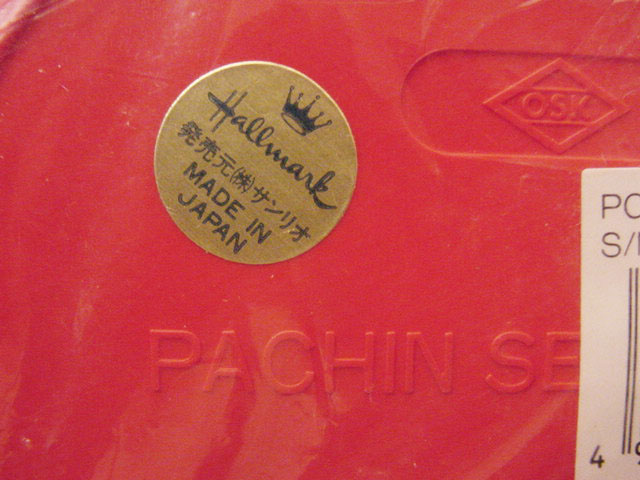 Hallmark
発売元(株)サンリオ
MADE IN
JAPAN
OSK
PACHIN SE
PO
S/
4